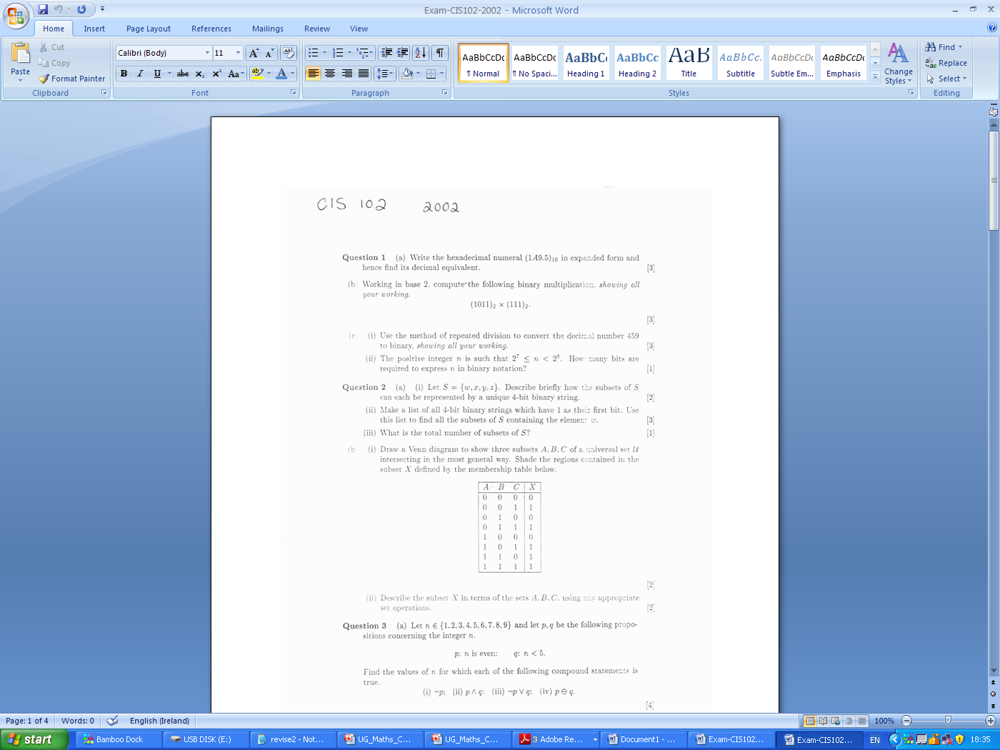 Exam-CIS102-2002 - Microsoft Word
Home Insert Page Layout References Mailings Review View
Paste
Cut
Copy
Format Painter
Clipboard
Calibri (Body) 11
Font
Paragraph
AaBbCcDc AaBbCcDc AaBbCc AaBbCc AaB AaBbCc. AaBbCcDc AaBbCcDc
¶ Normal ¶ No Spaci... Heading 1 Heading 2 Title Subtitle Subtle Em... Emphasis
Change Styles
Styles
Find
Replace
Select
Editing
CIS 102 2002
Question 1 (a) Write the hexadecimal numeral (1A9.5)₁₆ in expanded form and
hence find its decimal equivalent. [3]
(b) Working in base 2, compute the following binary multiplication, showing all
your working.
(1011)₂ × (111)₂.
[3]
(c) (i) Use the method of repeated division to convert the decimal number 459
to binary, showing all your working. [3]
(ii) The positive integer n is such that 2⁷ ≤ n < 2⁸. How many bits are
required to express n in binary notation? [1]
Question 2 (a) (i) Let S = {w, x, y, z}. Describe briefly how the subsets of S
can each be represented by a unique 4-bit binary string. [2]
(ii) Make a list of all 4-bit binary strings which have 1 as their first bit. Use
this list to find all the subsets of S containing the element w. [3]
(iii) What is the total number of subsets of S? [1]
(b) (i) Draw a Venn diagram to show three subsets A, B, C of a universal set U
intersecting in the most general way. Shade the regions contained in the
subset X defined by the membership table below.
A B C X
0 0 0 0
0 0 1 1
0 1 0 0
0 1 1 1
1 0 0 0
1 0 1 1
1 1 0 1
1 1 1 1
[2]
(ii) Describe the subset X in terms of the sets A, B, C, using any appropriate
set operations. [2]
Question 3 (a) Let n ∈ {1, 2, 3, 4, 5, 6, 7, 8, 9} and let p, q be the following propo-
sitions concerning the integer n.
p: n is even; q: n < 5.
Find the values of n for which each of the following compound statements is
true.
(i) ¬p; (ii) p ∧ q; (iii) ¬p ∨ q; (iv) p ⊕ q.
[4]
Page: 1 of 4 Words: 0 English (Ireland) 100%
start Bamboo Dock USB DISK (E:) revise2 - Not... UG_Maths_C... UG_Maths_C... 3 Adobe Re... Document1 - ... Exam-CIS102... Exam-CIS102... EN 18:35